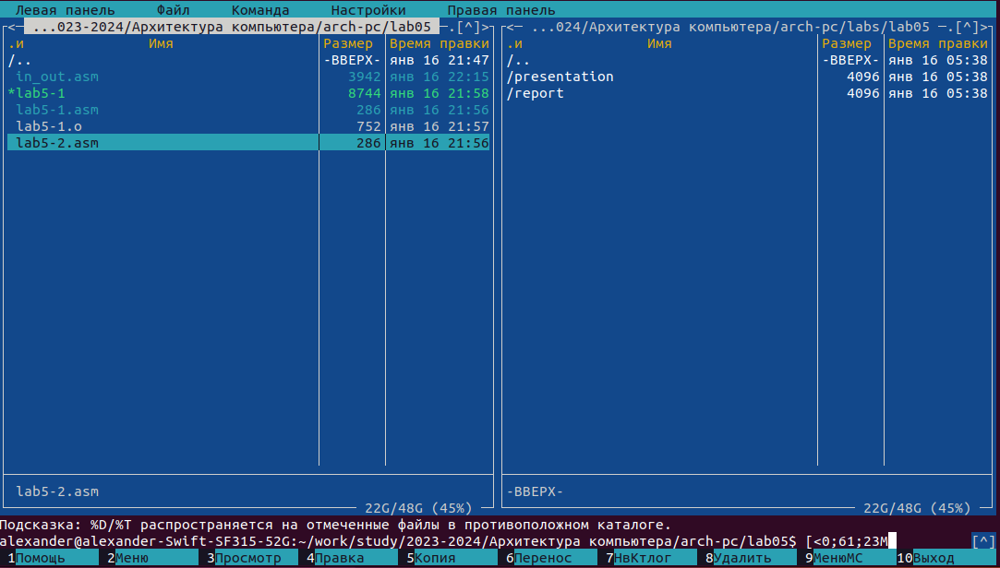 Левая панель Файл Команда Настройки Правая панель
<─ ...023-2024/Архитектура компьютера/arch-pc/lab05 ─.[^]> <─ ...024/Архитектура компьютера/arch-pc/labs/lab05 ─.[^]>
.и Имя Размер Время правки .и Имя Размер Время правки
/.. -ВВЕРХ- янв 16 21:47 /.. -ВВЕРХ- янв 16 05:38
in_out.asm 3942 янв 16 22:15 /presentation 4096 янв 16 05:38
*lab5-1 8744 янв 16 21:58 /report 4096 янв 16 05:38
lab5-1.asm 286 янв 16 21:56
lab5-1.o 752 янв 16 21:57
lab5-2.asm 286 янв 16 21:56
lab5-2.asm -ВВЕРХ-
22G/48G (45%) 22G/48G (45%)
Подсказка: %D/%T распространяется на отмеченные файлы в противоположном каталоге.
alexander@alexander-Swift-SF315-52G:~/work/study/2023-2024/Архитектура компьютера/arch-pc/lab05$ [<0;61;23M [^]
1Помощь 2Меню 3Просмотр 4Правка 5Копия 6Перенос 7НвКтлог 8Удалить 9МенюМС 10Выход